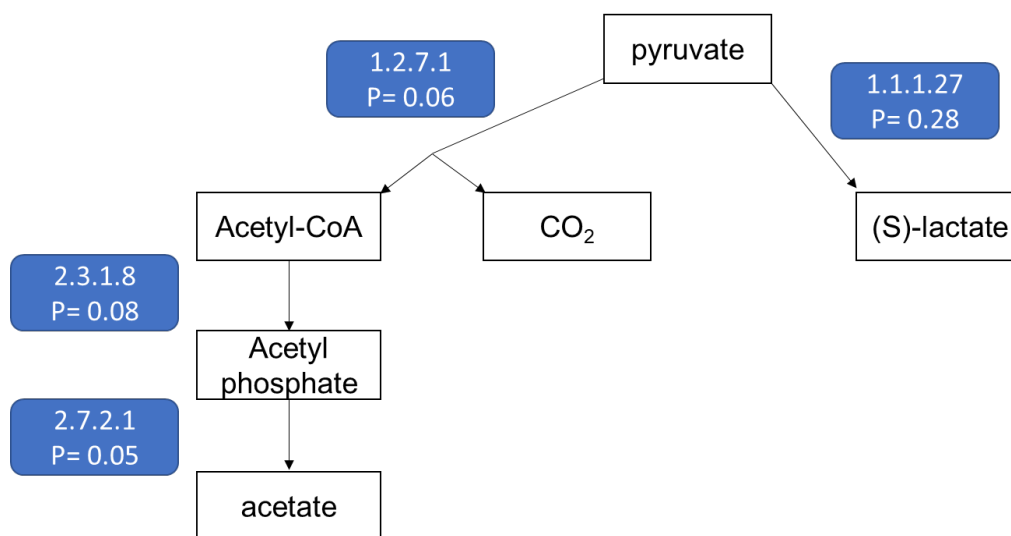 pyruvate
1.2.7.1
P= 0.06
1.1.1.27
P= 0.28
Acetyl-CoA
CO₂
(S)-lactate
2.3.1.8
P= 0.08
Acetyl
phosphate
2.7.2.1
P= 0.05
acetate